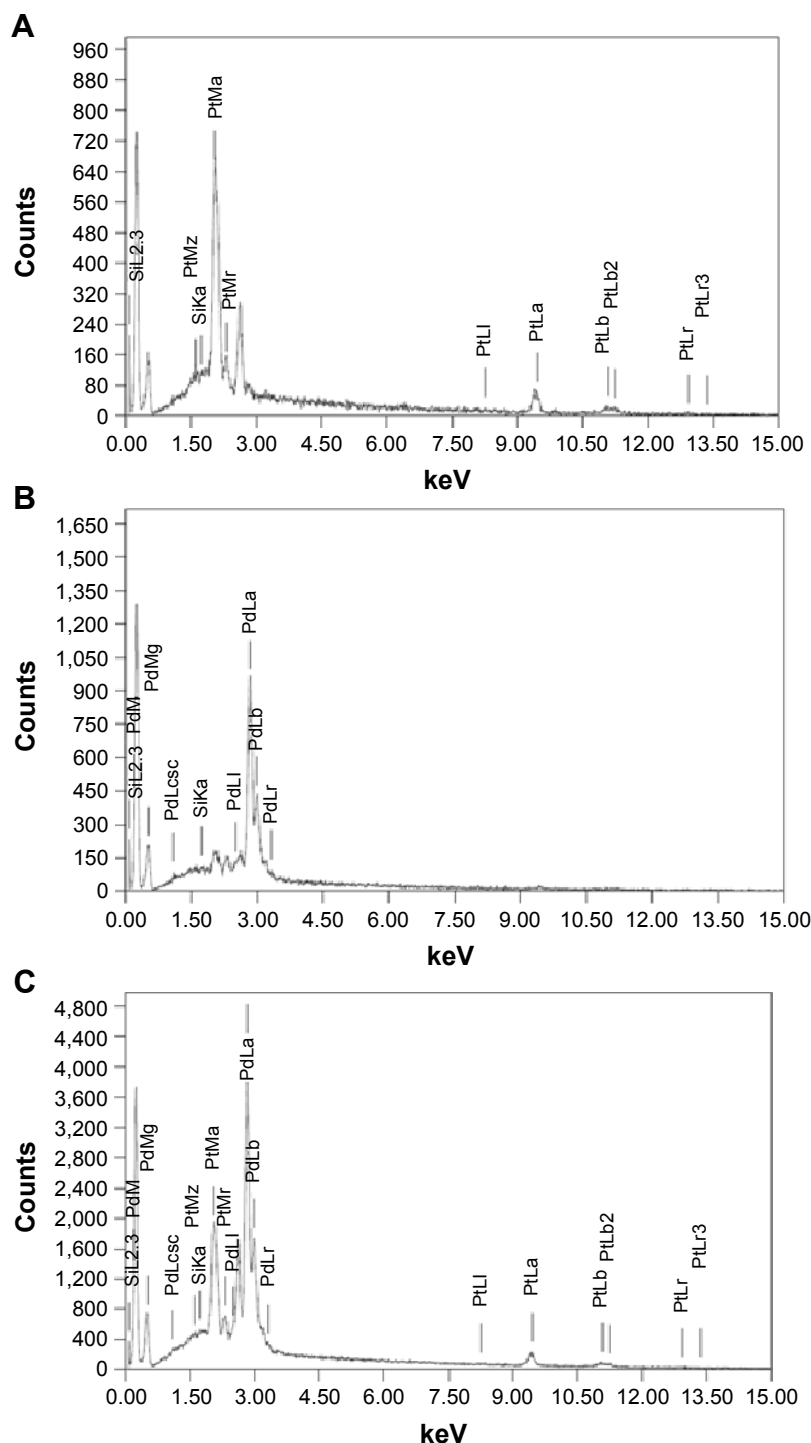 A
960
880
800
720
640
560
480
400
320
240
160
80
0
Counts
SiL2.3
PtMz
SiKa
PtMa
PtMr
PtLl
PtLa
PtLb
PtLb2
PtLr
PtLr3
0.00 1.50 3.00 4.50 6.00 7.50 9.00 10.50 12.00 13.50 15.00
keV
B
1,650
1,500
1,350
1,200
1,050
900
750
600
450
300
150
0
Counts
SiL2.3
PdM
PdMg
PdLcsc
SiKa
PdLl
PdLa
PdLb
PdLr
0.00 1.50 3.00 4.50 6.00 7.50 9.00 10.50 12.00 13.50 15.00
keV
C
4,800
4,400
4,000
3,600
3,200
2,800
2,400
2,000
1,600
1,200
800
400
0
Counts
SiL2.3
PdM
PdMg
PdLcsc
PtMz
SiKa
PtMa
PtMr
PdLl
PdLa
PdLb
PdLr
PtLl
PtLa
PtLb
PtLb2
PtLr
PtLr3
0.00 1.50 3.00 4.50 6.00 7.50 9.00 10.50 12.00 13.50 15.00
keV